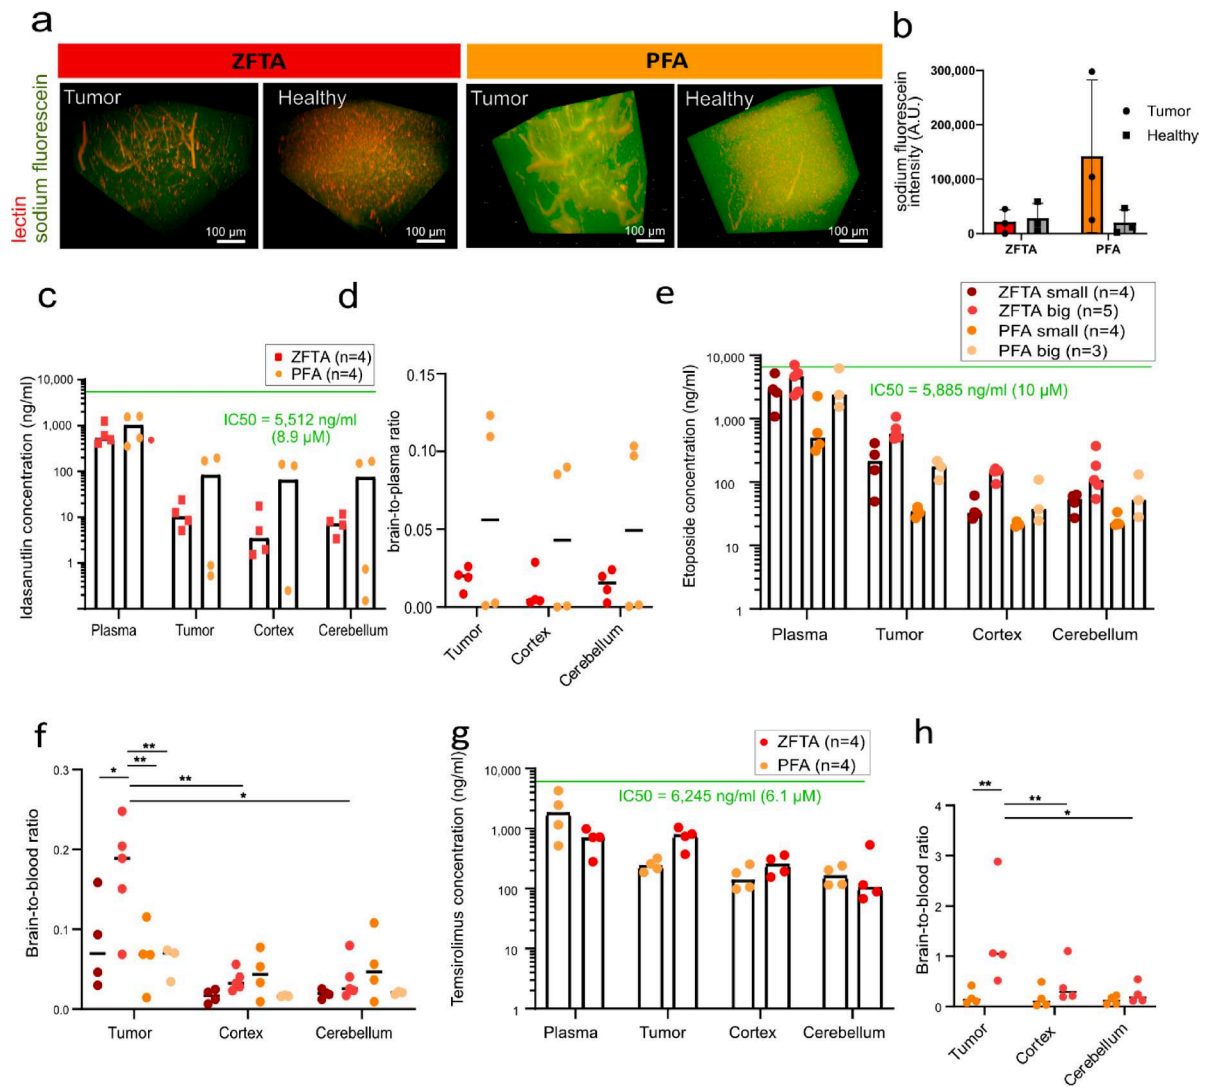 a
ZFTA
PFA
Tumor
Healthy
Tumor
Healthy
lectin
sodium fluorescein
100 µm
100 µm
100 µm
100 µm
b
sodium fluorescein
intensity (A.U.)
300,000
200,000
100,000
0
ZFTA
PFA
Tumor
Healthy
c
ZFTA (n=4)
PFA (n=4)
Idasanutlin concentration (ng/ml)
10,000
1,000
100
10
1
IC50 = 5,512 ng/ml
(8.9 µM)
Plasma
Tumor
Cortex
Cerebellum
d
brain-to-plasma ratio
0.15
0.10
0.05
0.00
Tumor
Cortex
Cerebellum
e
ZFTA small (n=4)
ZFTA big (n=5)
PFA small (n=4)
PFA big (n=3)
Etoposide concentration (ng/ml)
10,000
1,000
100
10
1
IC50 = 5,885 ng/ml (10 µM)
Plasma
Tumor
Cortex
Cerebellum
f
Brain-to-blood ratio
0.3
0.2
0.1
0.0
**
**
*
**
*
Tumor
Cortex
Cerebellum
g
ZFTA (n=4)
PFA (n=4)
Temsirolimus concentration (ng/ml)
10,000
1,000
100
10
1
IC50 = 6,245 ng/ml (6.1 µM)
Plasma
Tumor
Cortex
Cerebellum
h
Brain-to-blood ratio
4
3
2
1
0
**
**
*
Tumor
Cortex
Cerebellum